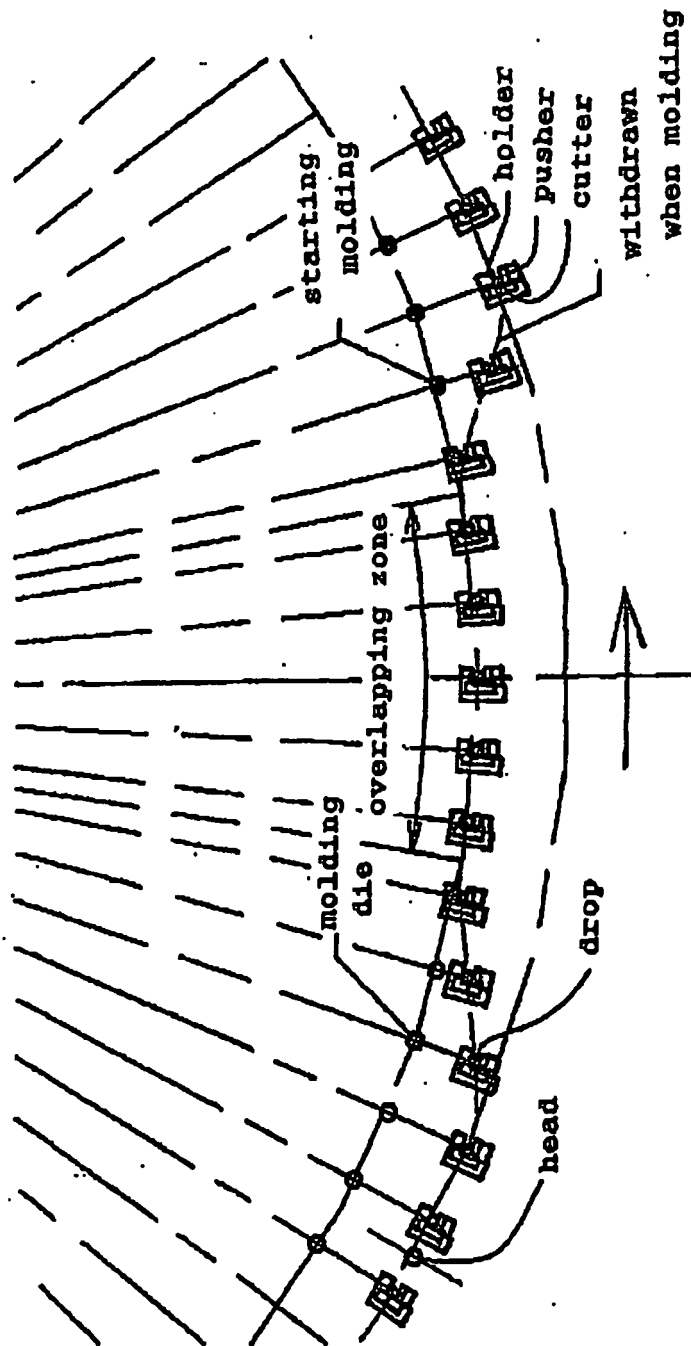 starting
molding
holder
pusher
cutter
withdrawn
when molding
overlapping zone
molding
die
drop
head